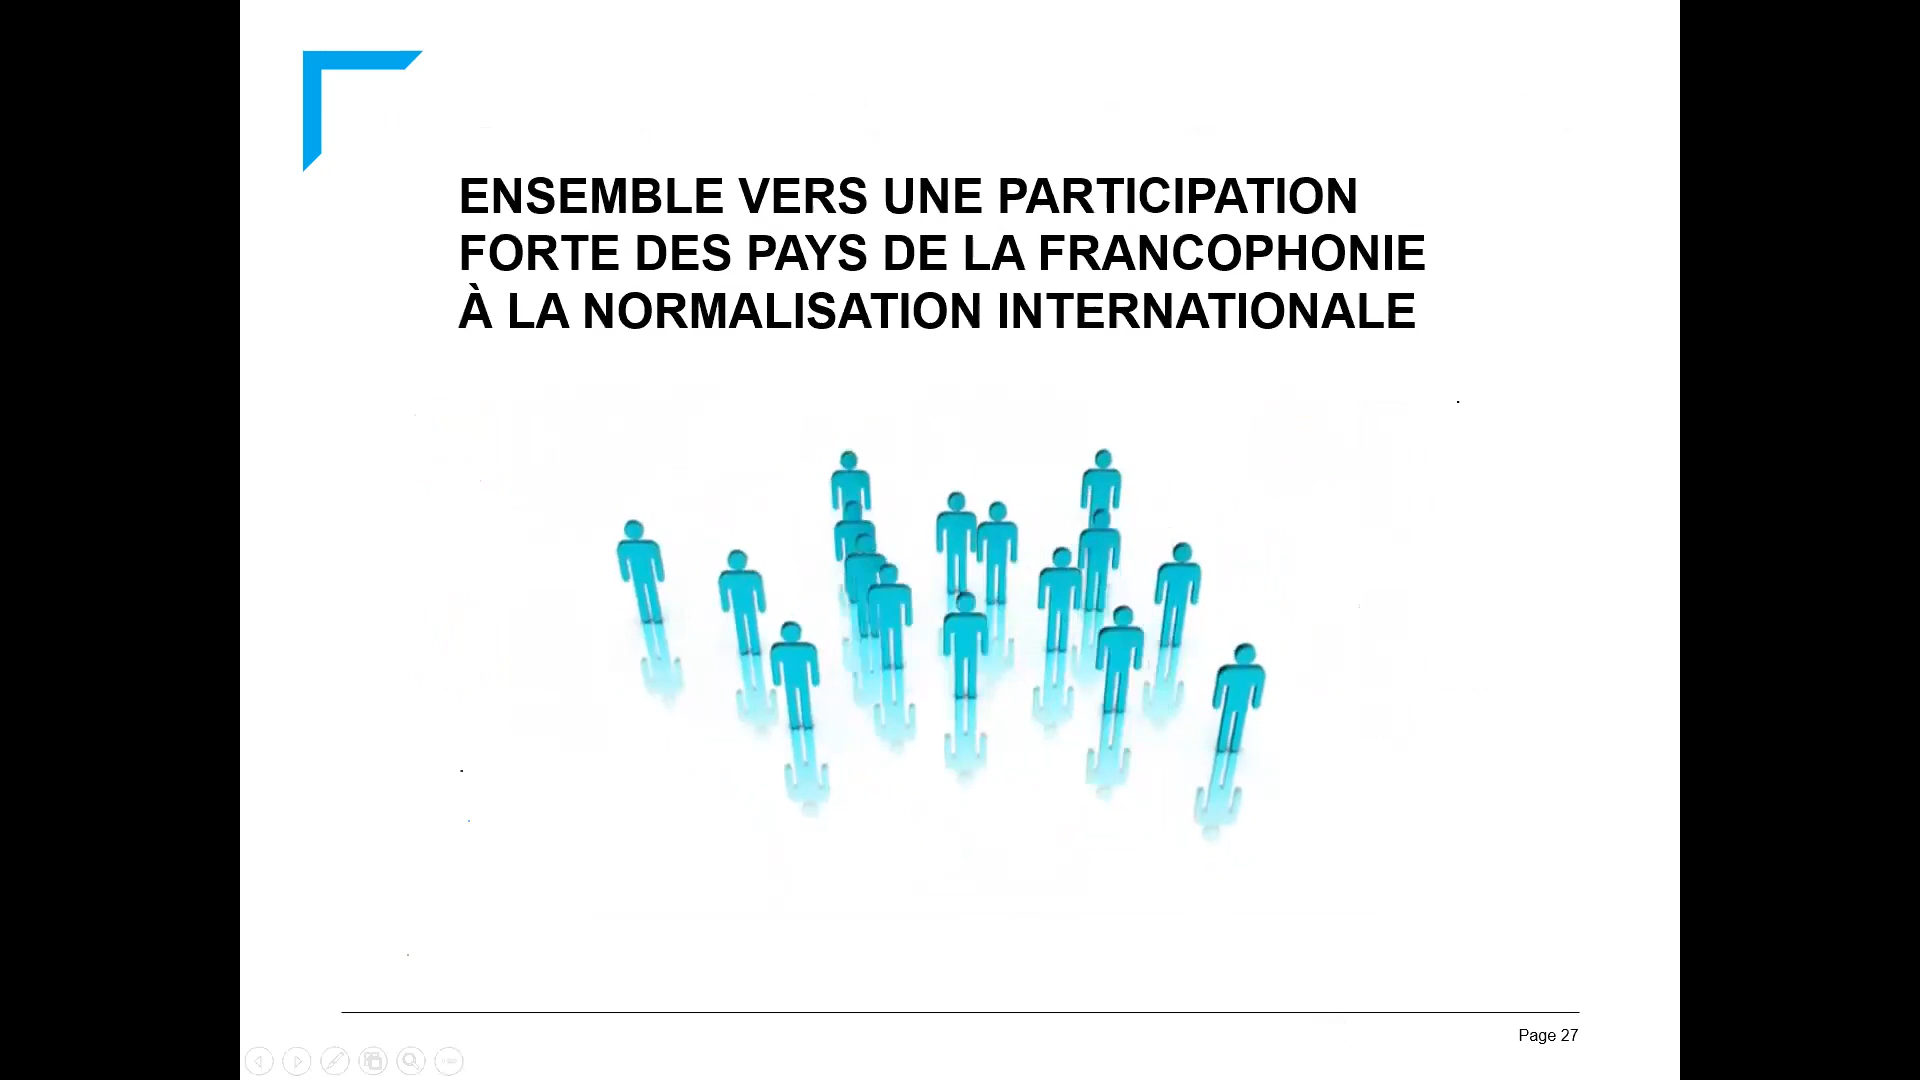 ENSEMBLE VERS UNE PARTICIPATION
FORTE DES PAYS DE LA FRANCOPHONIE
À LA NORMALISATION INTERNATIONALE
Page 27